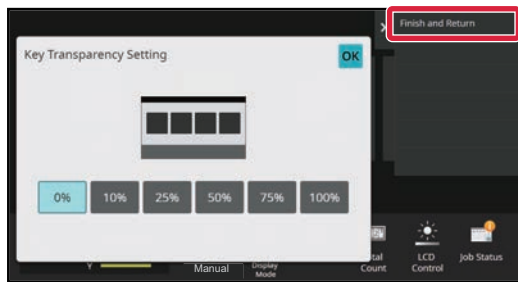 Finish and Return
Key Transparency Setting
OK
0%
10%
25%
50%
75%
100%
Y
Manual
Display
Mode
Count
LCD
Control
Job Status